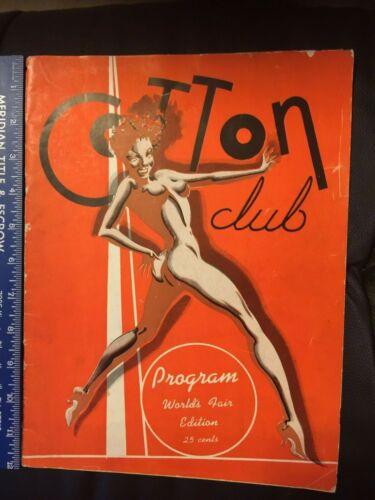 Cotton
club
Program
World's Fair
Edition
25 cents
MERIDIAN TITLE & ESCROW